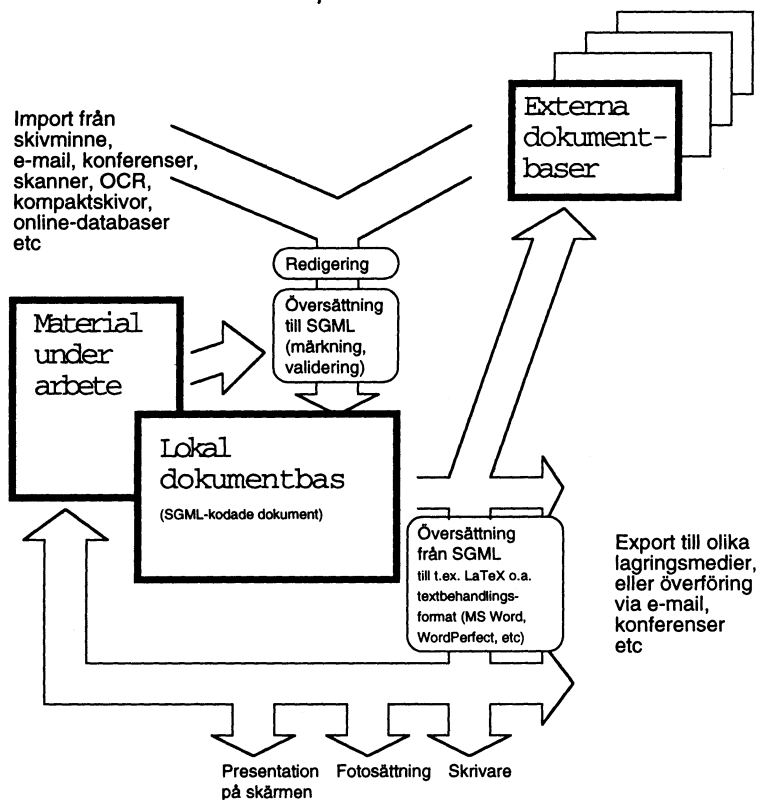 Import från
skivminne,
e-mail, konferenser,
skanner, OCR,
kompaktskivor,
online-databaser
etc
Externa
dokument-
baser
Redigering
Översättning
till SGML
(märkning,
validering)
Material
under
arbete
Lokal
dokumentbas
(SGML-kodade dokument)
Översättning
från SGML
till t.ex. LaTeX o.a.
textbehandlings-
format (MS Word,
WordPerfect, etc)
Export till olika
lagringsmedier,
eller överföring
via e-mail,
konferenser
etc
Presentation
på skärmen
Fotosättning
Skrivare